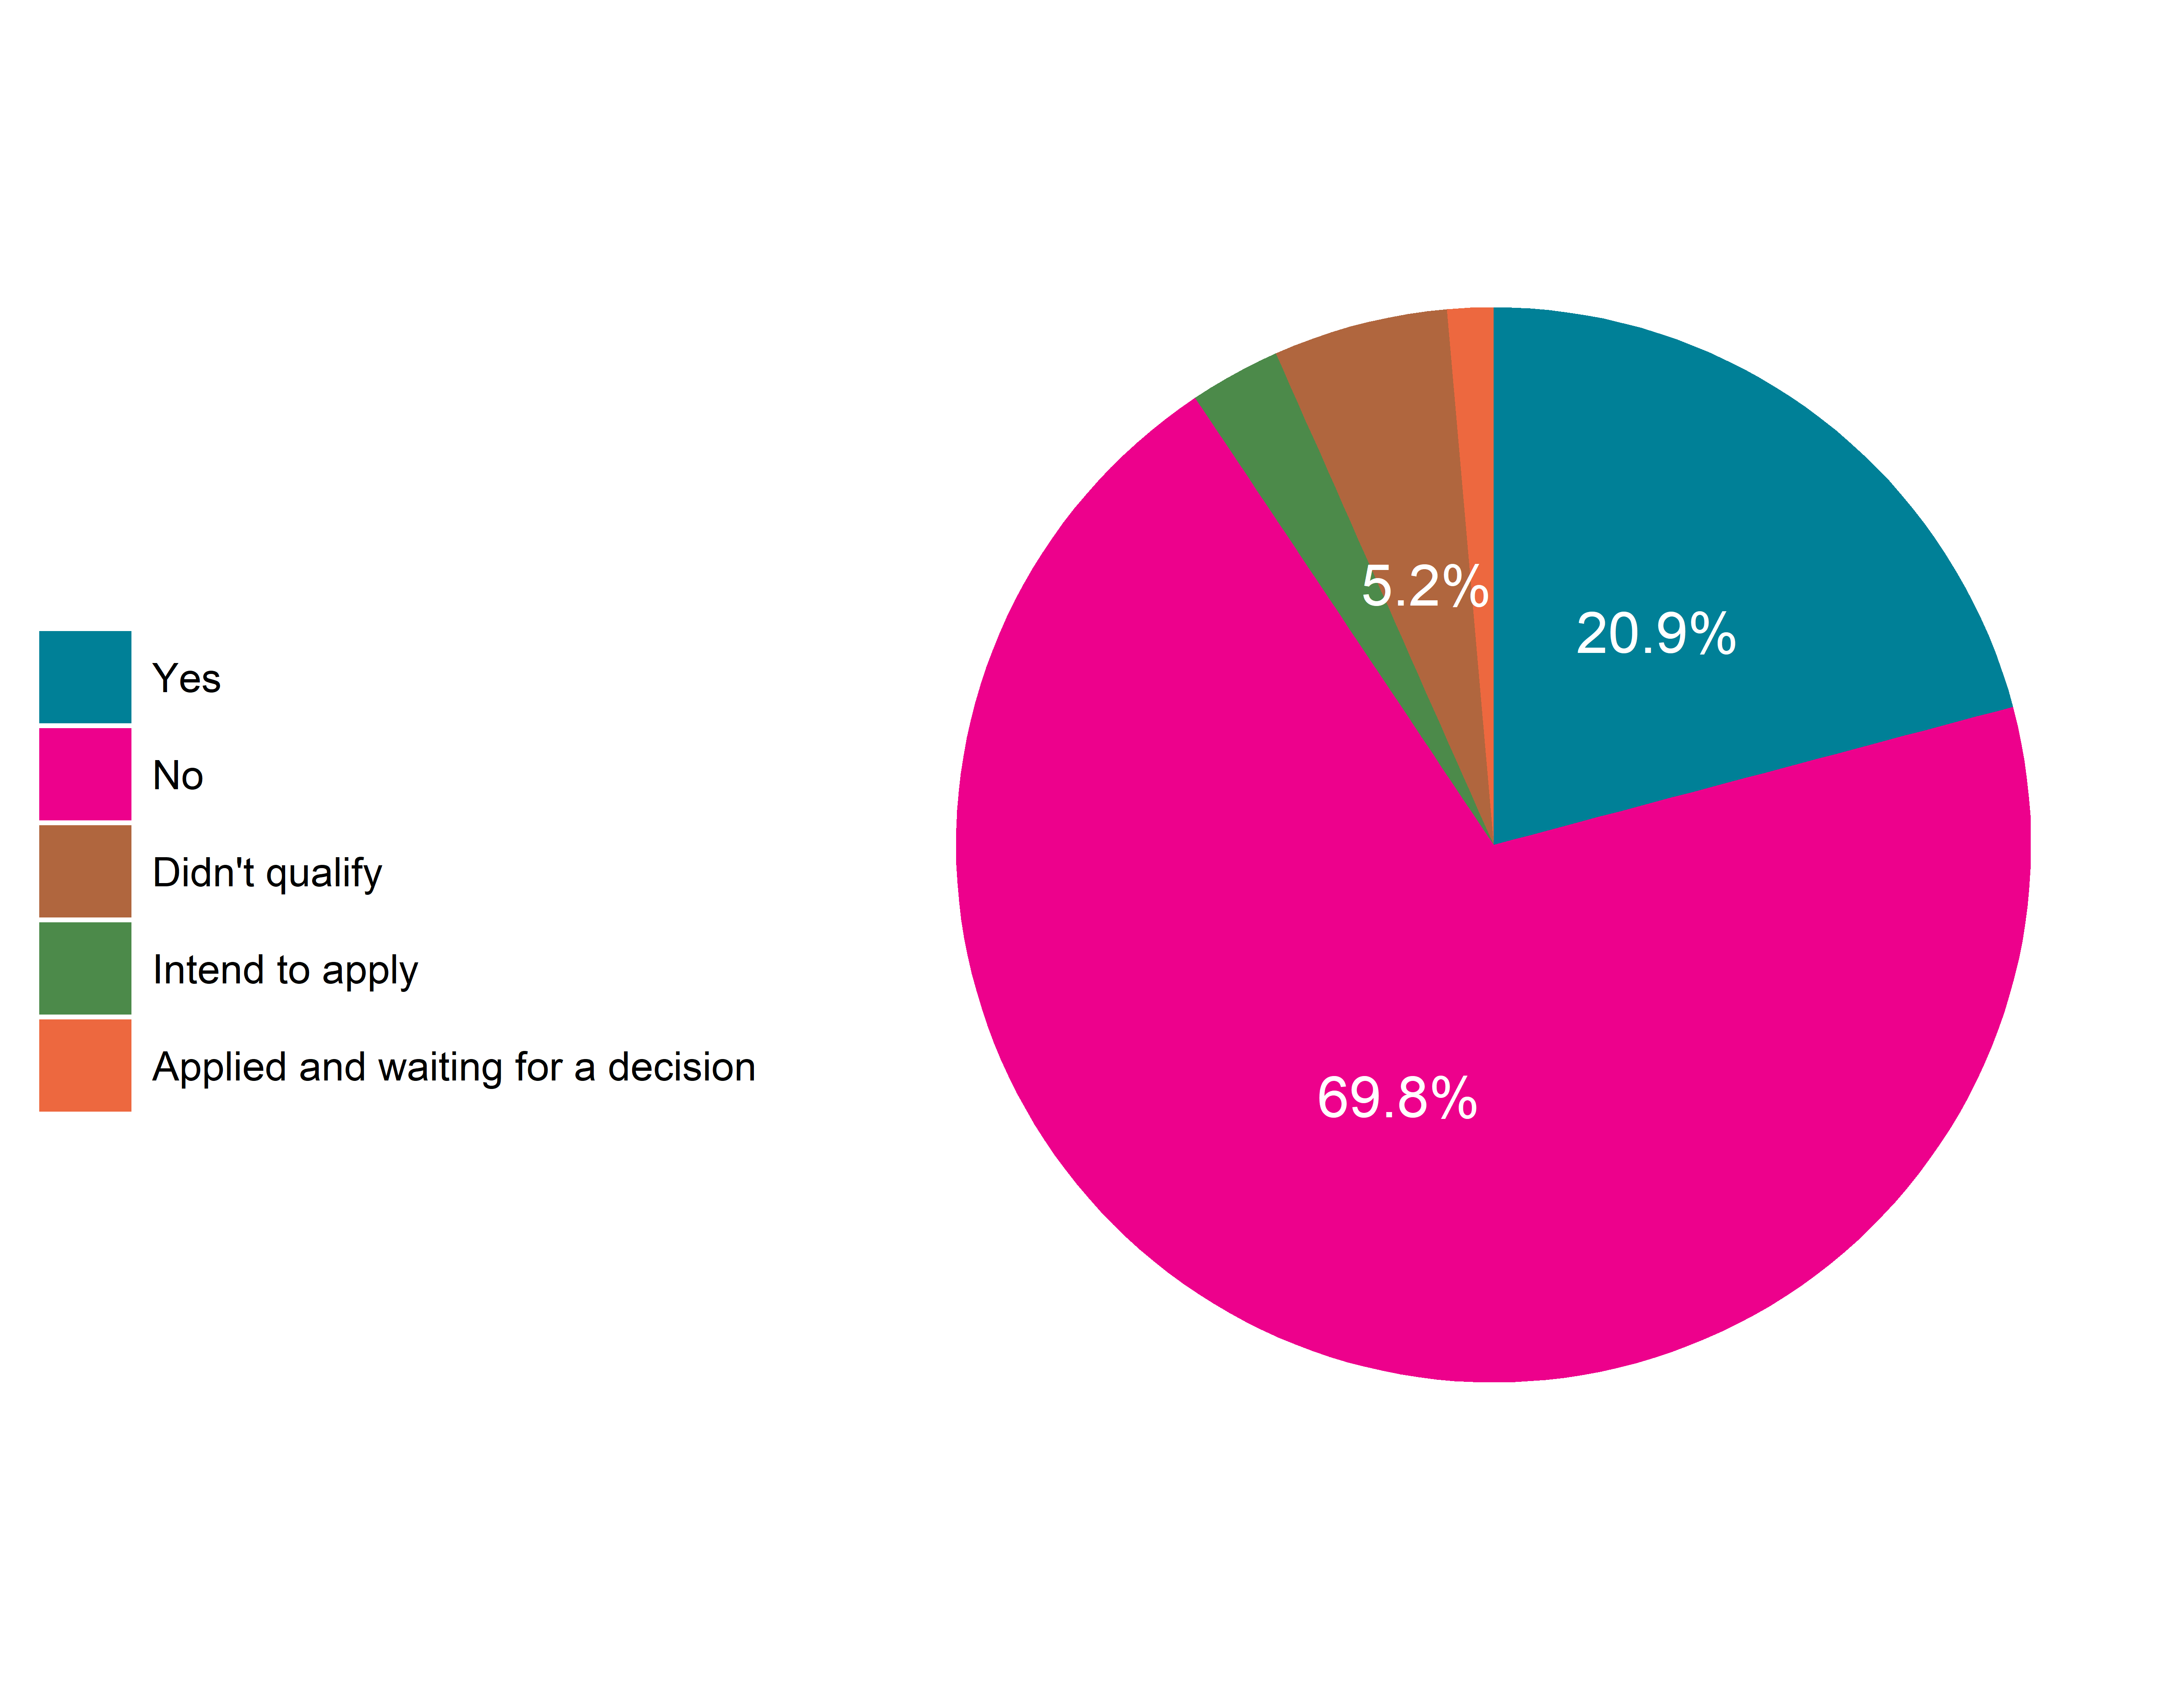 Yes
No
Didn't qualify
Intend to apply
Applied and waiting for a decision
5.2%
20.9%
69.8%